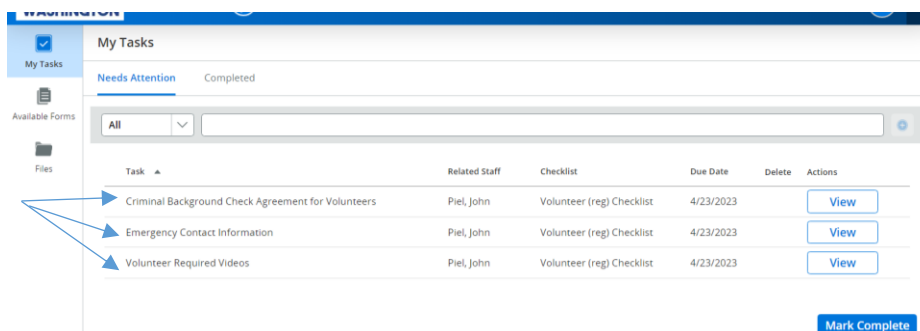 WASHINGTON
My Tasks
My Tasks
Needs Attention Completed
Available Forms
All
Files
Task Related Staff Checklist Due Date Delete Actions
Criminal Background Check Agreement for Volunteers Piel, John Volunteer (reg) Checklist 4/23/2023 View
Emergency Contact Information Piel, John Volunteer (reg) Checklist 4/23/2023 View
Volunteer Required Videos Piel, John Volunteer (reg) Checklist 4/23/2023 View
Mark Complete